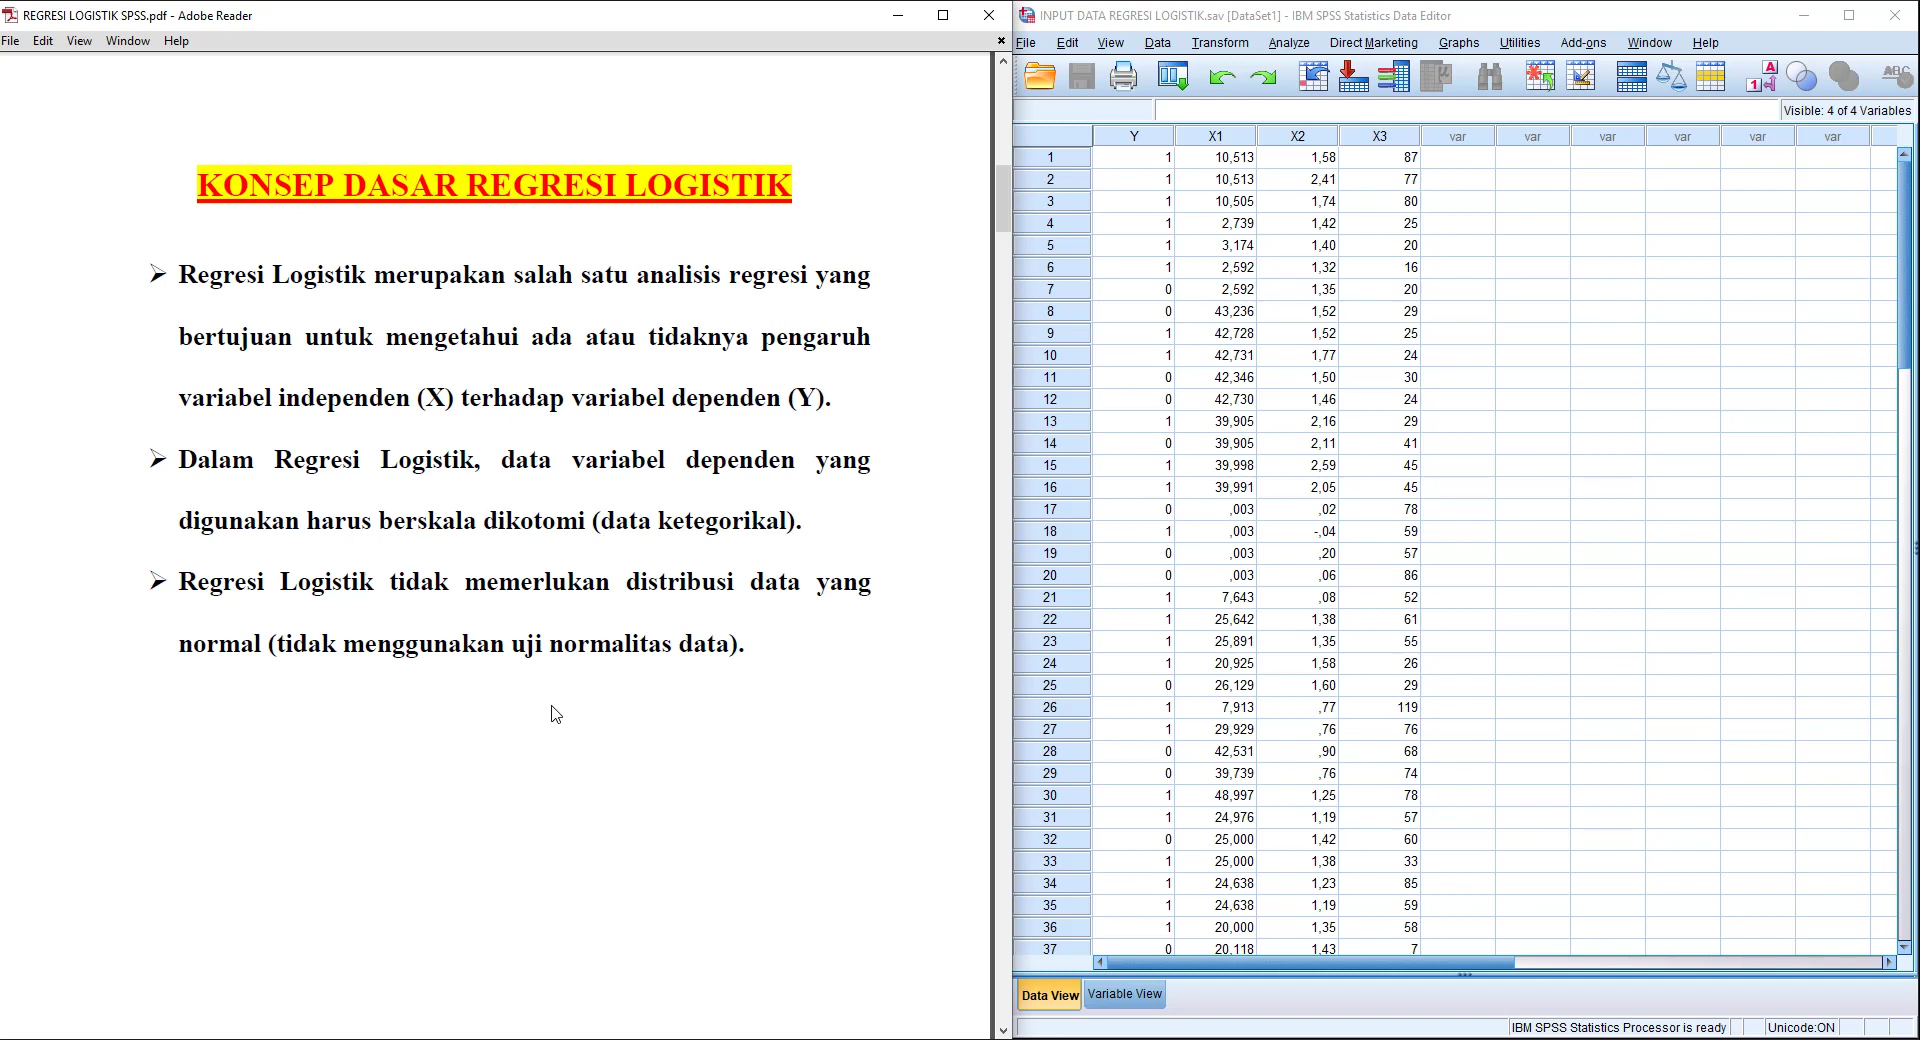 REGRESI LOGISTIK SPSS.pdf - Adobe Reader
File Edit View Window Help
KONSEP DASAR REGRESI LOGISTIK
Regresi Logistik merupakan salah satu analisis regresi yang
bertujuan untuk mengetahui ada atau tidaknya pengaruh
variabel independen (X) terhadap variabel dependen (Y).
Dalam Regresi Logistik, data variabel dependen yang
digunakan harus berskala dikotomi (data ketegorikal).
Regresi Logistik tidak memerlukan distribusi data yang
normal (tidak menggunakan uji normalitas data).
INPUT DATA REGRESI LOGISTIK.sav [DataSet1] - IBM SPSS Statistics Data Editor
File Edit View Data Transform Analyze Direct Marketing Graphs Utilities Add-ons Window Help
Visible: 4 of 4 Variables
Y X1 X2 X3 var var var var var var
1 1 10,513 1,58 87
2 1 10,513 2,41 77
3 1 10,505 1,74 80
4 1 2,739 1,42 25
5 1 3,174 1,40 20
6 1 2,592 1,32 16
7 0 2,592 1,35 20
8 0 43,236 1,52 29
9 1 42,728 1,52 25
10 1 42,731 1,77 24
11 0 42,346 1,50 30
12 0 42,730 1,46 24
13 1 39,905 2,16 29
14 0 39,905 2,11 41
15 1 39,998 2,59 45
16 1 39,991 2,05 45
17 0 ,003 ,02 78
18 1 ,003 -,04 59
19 0 ,003 ,20 57
20 0 ,003 ,06 86
21 1 7,643 ,08 52
22 1 25,642 1,38 61
23 1 25,891 1,35 55
24 1 20,925 1,58 26
25 0 26,129 1,60 29
26 1 7,913 ,77 119
27 1 29,929 ,76 76
28 0 42,531 ,90 68
29 0 39,739 ,76 74
30 1 48,997 1,25 78
31 1 24,976 1,19 57
32 0 25,000 1,42 60
33 1 25,000 1,38 33
34 1 24,638 1,23 85
35 1 24,638 1,19 59
36 1 20,000 1,35 58
37 0 20,118 1,43 7
Data View Variable View
IBM SPSS Statistics Processor is ready Unicode:ON